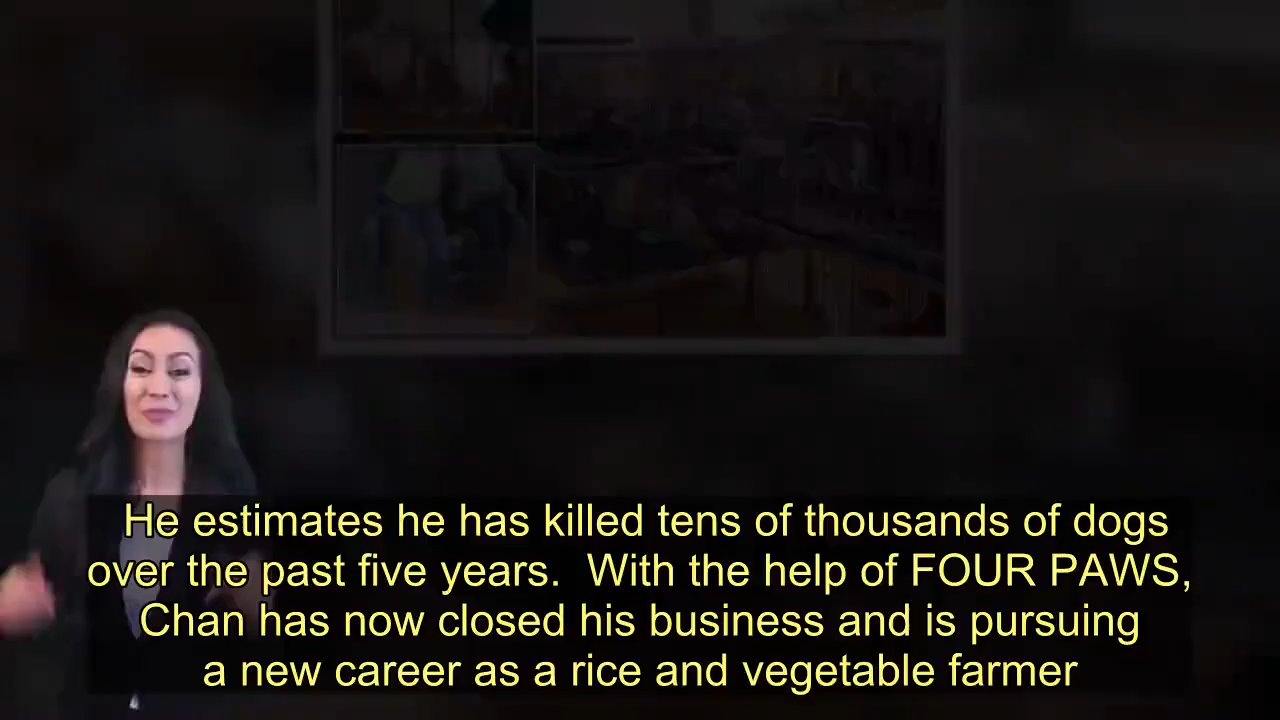 He estimates he has killed tens of thousands of dogs
over the past five years.  With the help of FOUR PAWS,
Chan has now closed his business and is pursuing
a new career as a rice and vegetable farmer